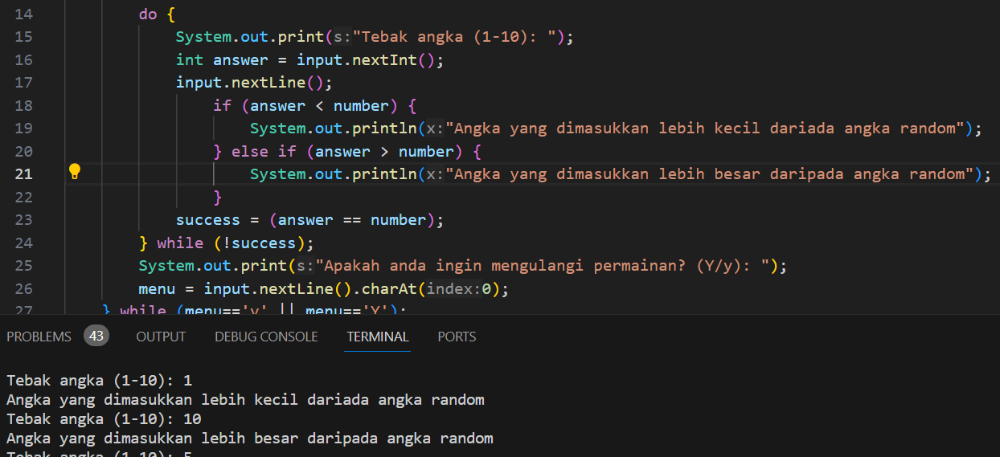 14 do {
15 System.out.print(s:"Tebak angka (1-10): ");
16 int answer = input.nextInt();
17 input.nextLine();
18 if (answer < number) {
19 System.out.println(x:"Angka yang dimasukkan lebih kecil dariada angka random");
20 } else if (answer > number) {
21 System.out.println(x:"Angka yang dimasukkan lebih besar daripada angka random");
22 }
23 success = (answer == number);
24 } while (!success);
25 System.out.print(s:"Apakah anda ingin mengulangi permainan? (Y/y): ");
26 menu = input.nextLine().charAt(index:0);
27 } while (menu=='y' || menu=='Y');
PROBLEMS 43 OUTPUT DEBUG CONSOLE TERMINAL PORTS
Tebak angka (1-10): 1
Angka yang dimasukkan lebih kecil dariada angka random
Tebak angka (1-10): 10
Angka yang dimasukkan lebih besar daripada angka random
Tebak angka (1-10): 5